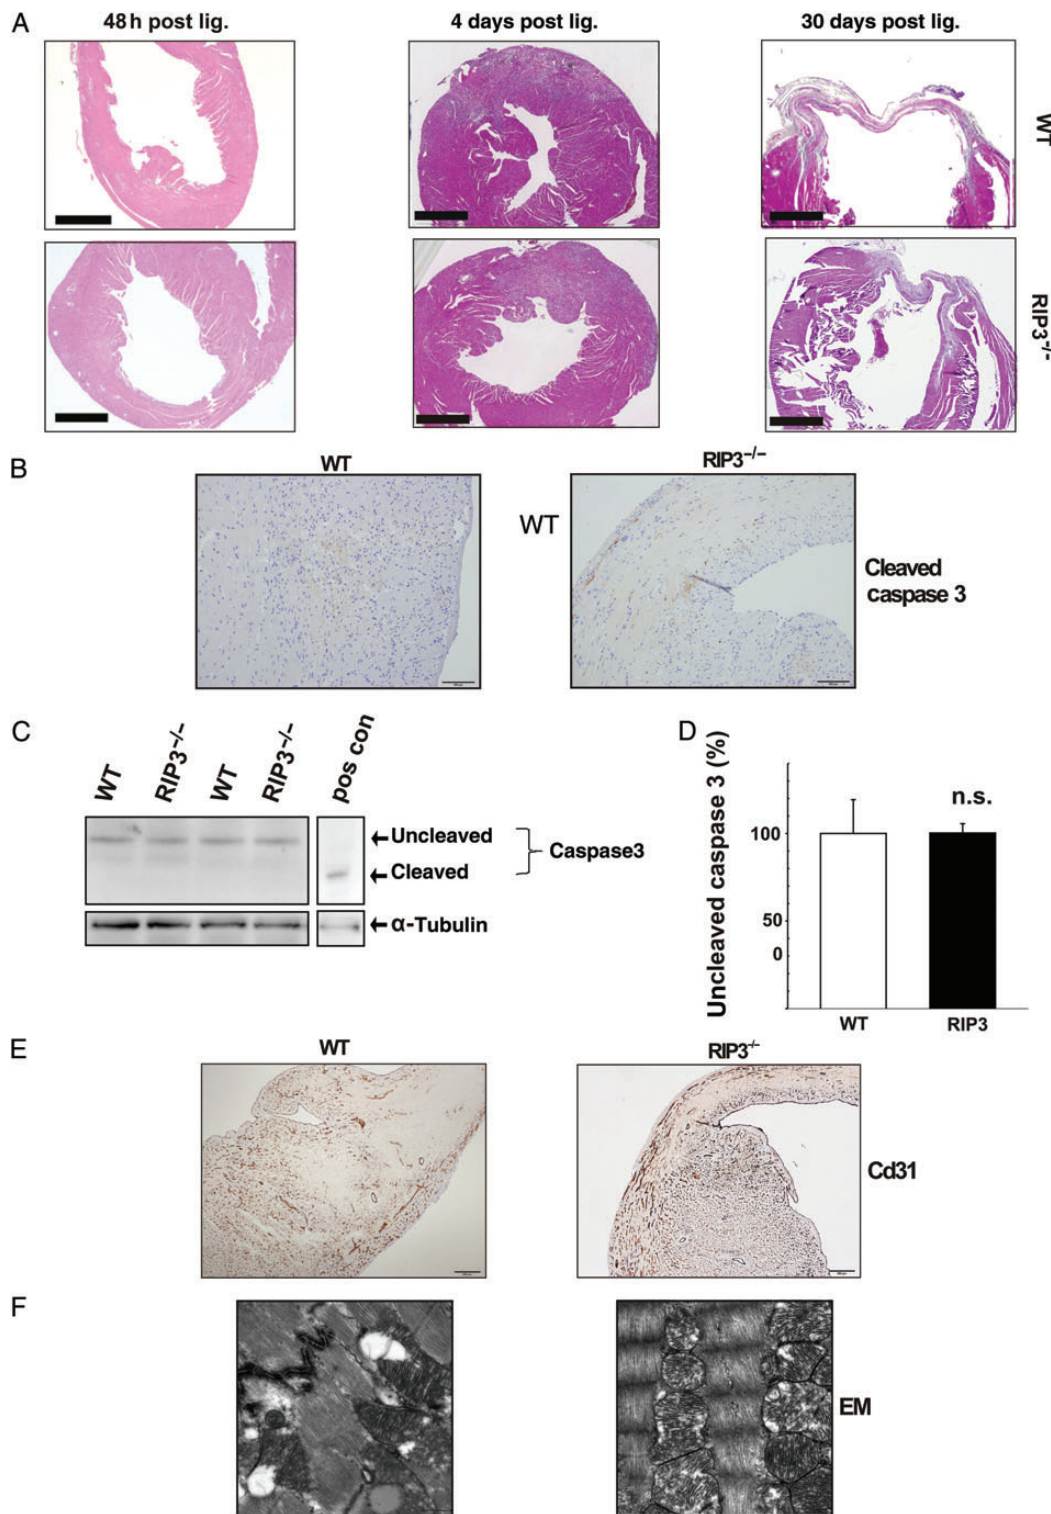 A
48 h post lig.
4 days post lig.
30 days post lig.
WT
RIP3-/-
B
WT
RIP3-/-
WT
Cleaved
caspase 3
C
WT
RIP3-/-
WT
RIP3-/-
pos con
Uncleaved
Cleaved
Caspase3
α-Tubulin
D
Uncleaved caspase 3 (%)
n.s.
100
50
0
WT
RIP3
E
WT
RIP3-/-
Cd31
F
EM